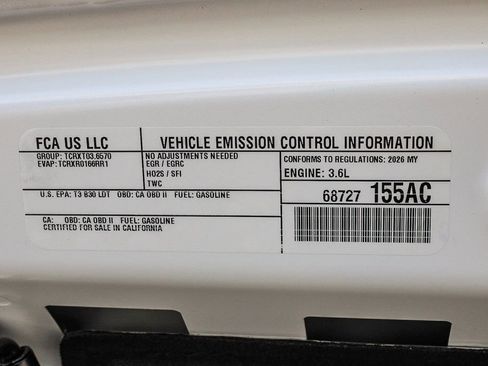 FCA US LLC
VEHICLE EMISSION CONTROL INFORMATION
GROUP: TCRXT03.6570
EVAP: TCRXR0166RR1
NO ADJUSTMENTS NEEDED
EGR / EGRC
HO2S / SFI
TWC
CONFORMS TO REGULATIONS: 2026 MY
ENGINE: 3.6L
U.S. EPA: T3 B30 LDT OBD: CA OBD II FUEL: GASOLINE
68727 155AC
CA: OBD: CA OBD II FUEL: GASOLINE
CERTIFIED FOR SALE IN CALIFORNIA